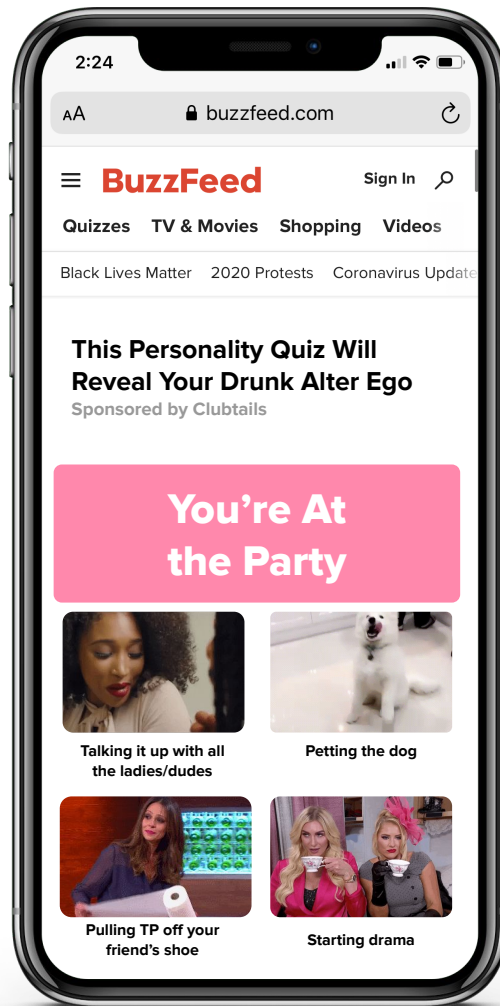 2:24
AA buzzfeed.com
BuzzFeed Sign In
Quizzes TV & Movies Shopping Videos
Black Lives Matter 2020 Protests Coronavirus Update
This Personality Quiz Will
Reveal Your Drunk Alter Ego
Sponsored by Clubtails
You're At
the Party
Talking it up with all
the ladies/dudes
Petting the dog
Pulling TP off your
friend's shoe
Starting drama